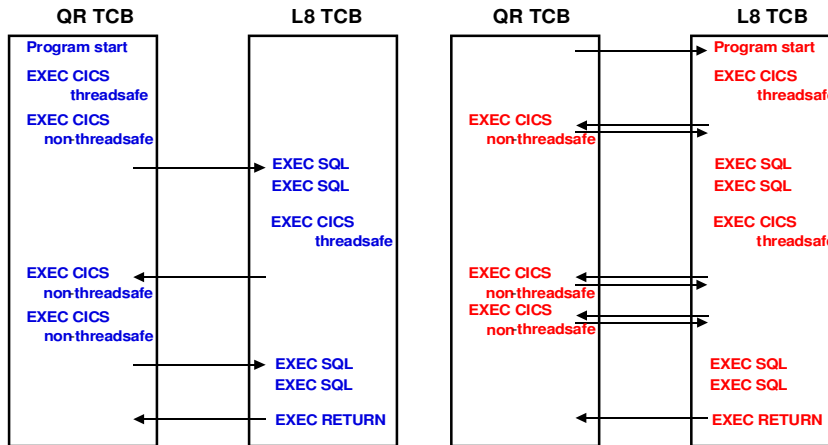 QR TCB
L8 TCB
Program start
EXEC CICS
threadsafe
EXEC CICS
non-threadsafe
EXEC SQL
EXEC SQL
EXEC CICS
threadsafe
EXEC CICS
non-threadsafe
EXEC CICS
non-threadsafe
EXEC SQL
EXEC SQL
EXEC RETURN
QR TCB
L8 TCB
Program start
EXEC CICS
threadsafe
EXEC CICS
non-threadsafe
EXEC SQL
EXEC SQL
EXEC CICS
threadsafe
EXEC CICS
non-threadsafe
EXEC CICS
non-threadsafe
EXEC SQL
EXEC SQL
EXEC RETURN